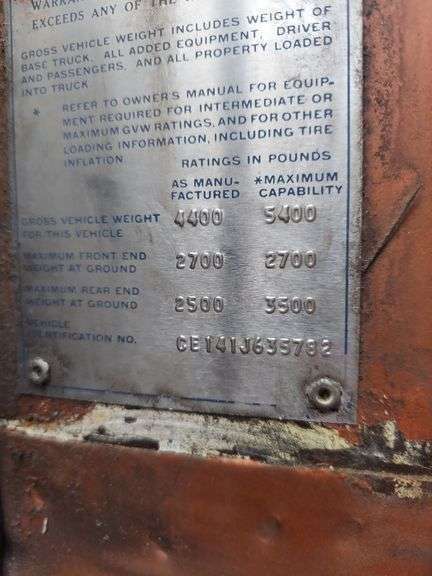 EXCEEDS ANY OF THE
GROSS VEHICLE WEIGHT INCLUDES WEIGHT OF
BASE TRUCK, ALL ADDED EQUIPMENT, DRIVER
AND PASSENGERS, AND ALL PROPERTY LOADED
INTO TRUCK
* REFER TO OWNER'S MANUAL FOR EQUIP-
MENT REQUIRED FOR INTERMEDIATE OR
MAXIMUM GVW RATINGS, AND FOR OTHER
LOADING INFORMATION, INCLUDING TIRE
INFLATION.
RATINGS IN POUNDS
AS MANU- *MAXIMUM
FACTURED CAPABILITY
GROSS VEHICLE WEIGHT 4400 5400
FOR THIS VEHICLE
MAXIMUM FRONT END 2700 2700
WEIGHT AT GROUND
MAXIMUM REAR END 2500 3500
WEIGHT AT GROUND
VEHICLE
IDENTIFICATION NO. CE141J635782